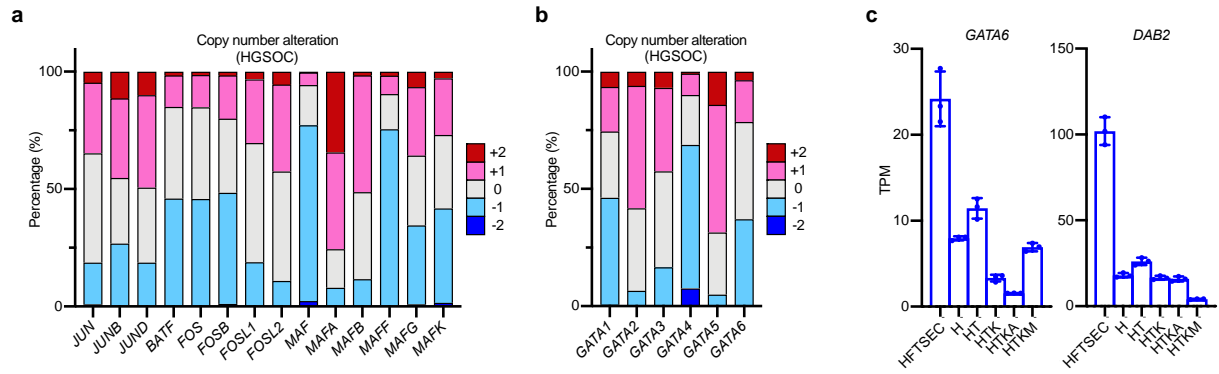 a
Copy number alteration
(HGSOC)
Percentage (%)
100
50
0
+2
+1
0
-1
-2
JUN
JUNB
JUND
BATF
FOS
FOSB
FOSL1
FOSL2
MAF
MAFA
MAFB
MAFF
MAFG
MAFK
b
Copy number alteration
(HGSOC)
Percentage (%)
100
50
0
+2
+1
0
-1
-2
GATA1
GATA2
GATA3
GATA4
GATA5
GATA6
c
GATA6
TPM
30
20
10
0
HFTSEC
H
HT
HTK
HTKA
HTKM
DAB2
150
100
50
0
HFTSEC
H
HT
HTK
HTKA
HTKM